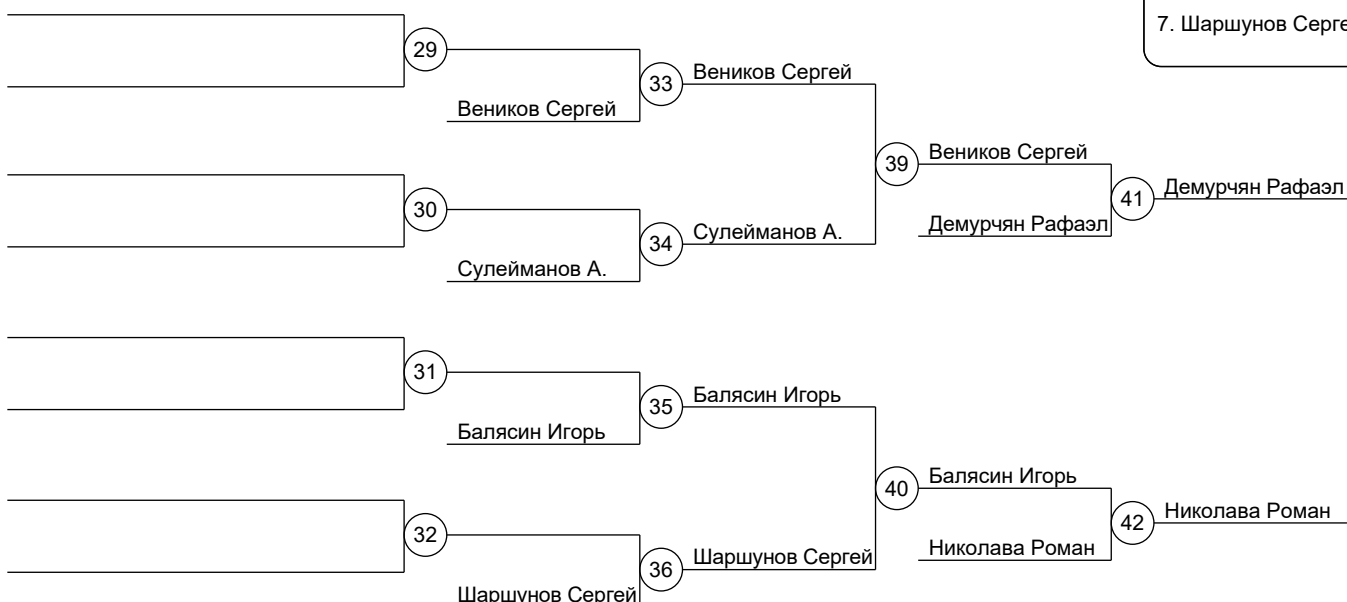 7. Шаршунов Серге
29
33
Веников Сергей
Веников Сергей
39
Веников Сергей
30
41
Демурчян Рафаэл
34
Сулейманов А.
Демурчян Рафаэл
Сулейманов А.
31
35
Балясин Игорь
Балясин Игорь
40
Балясин Игорь
32
42
Николава Роман
36
Шаршунов Сергей
Николава Роман
Шаршунов Сергей